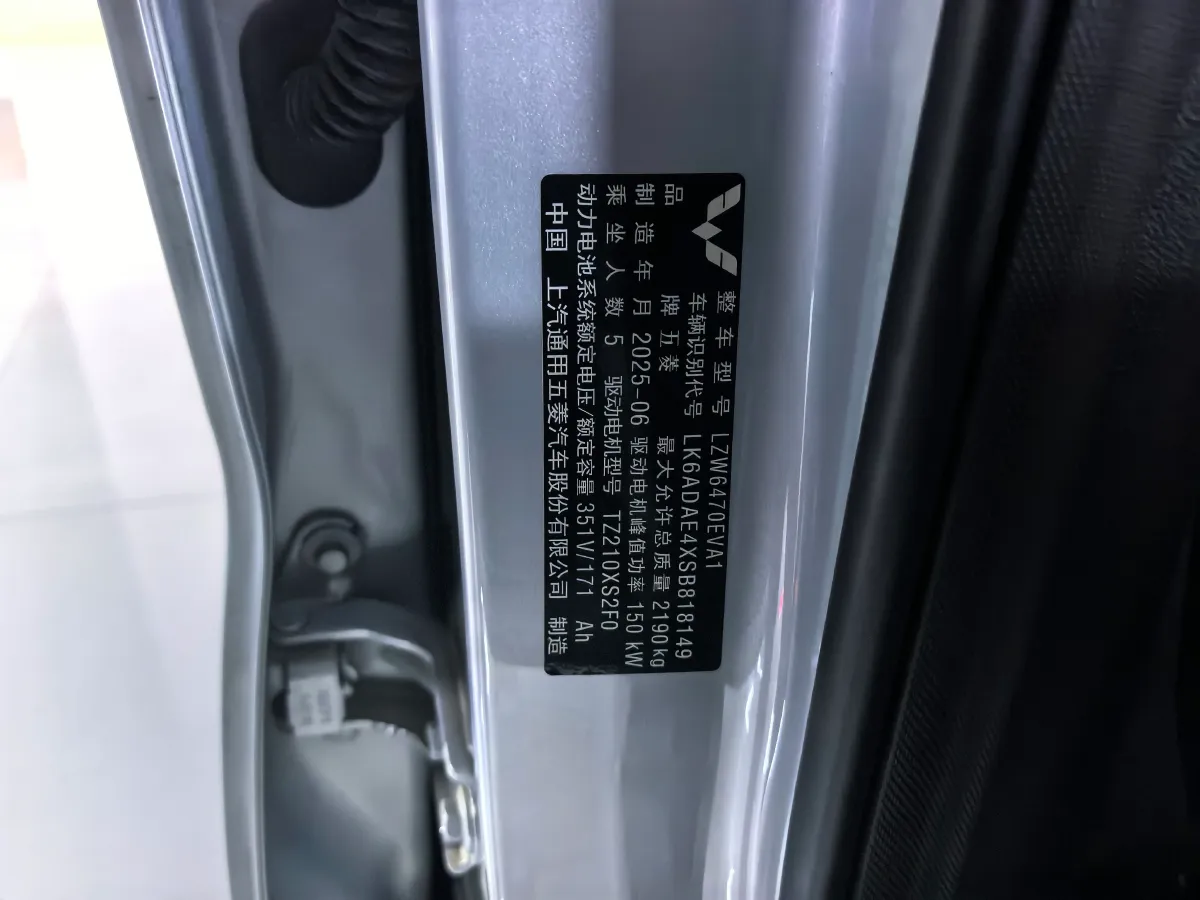 整车型号 LZW6470EVA1
车辆识别代号 LK6ADAE4XSB818149
品牌 五菱 最大允许总质量 2190kg
制造年月 2025-06 驱动电机峰值功率 150 kW
乘坐人数 5 驱动电机型号 TZ210XS2F0
动力电池系统额定电压/额定容量 351V/171 Ah
中国 上汽通用五菱汽车股份有限公司 制造